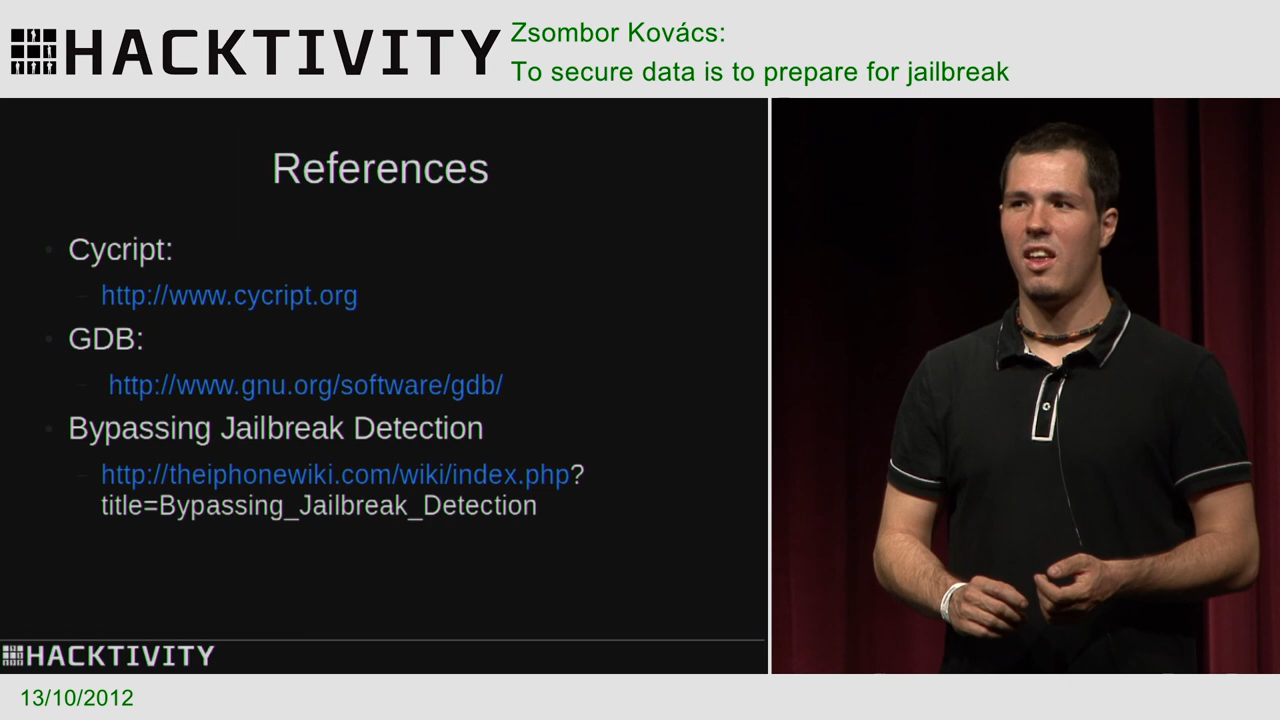 HACKTIVITY
Zsombor Kovács:
To secure data is to prepare for jailbreak
References
Cycript:
http://www.cycript.org
GDB:
http://www.gnu.org/software/gdb/
Bypassing Jailbreak Detection
http://theiphonewiki.com/wiki/index.php?
title=Bypassing_Jailbreak_Detection
HACKTIVITY
13/10/2012